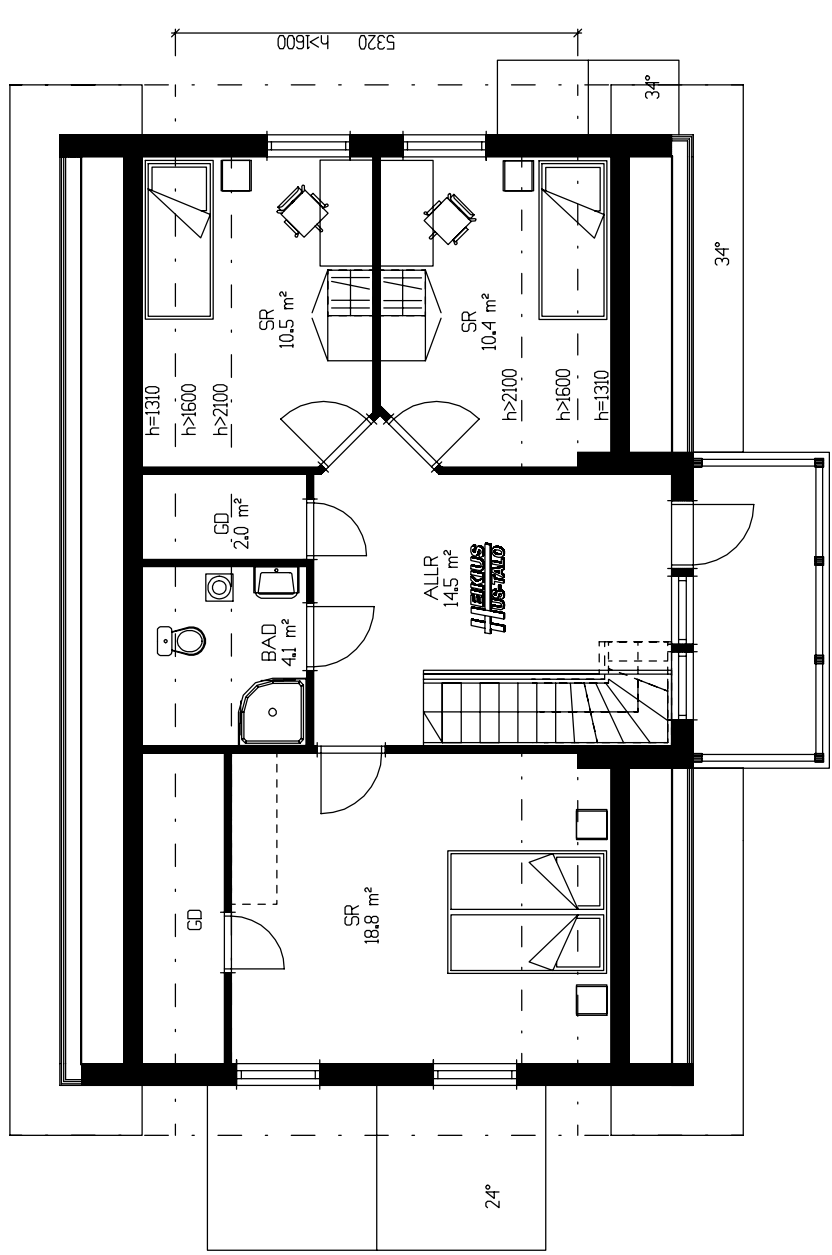 5320 h>1600
34°
34°
SR
10.5 m²
SR
10.4 m²
h=1310
h>1600
h>2100
h>2100
h>1600
h=1310
GD
2.0 m²
ALLR
14.5 m²
HEIKIUS
HUS-TALO
BAD
4.1 m²
GD
SR
18.8 m²
24°